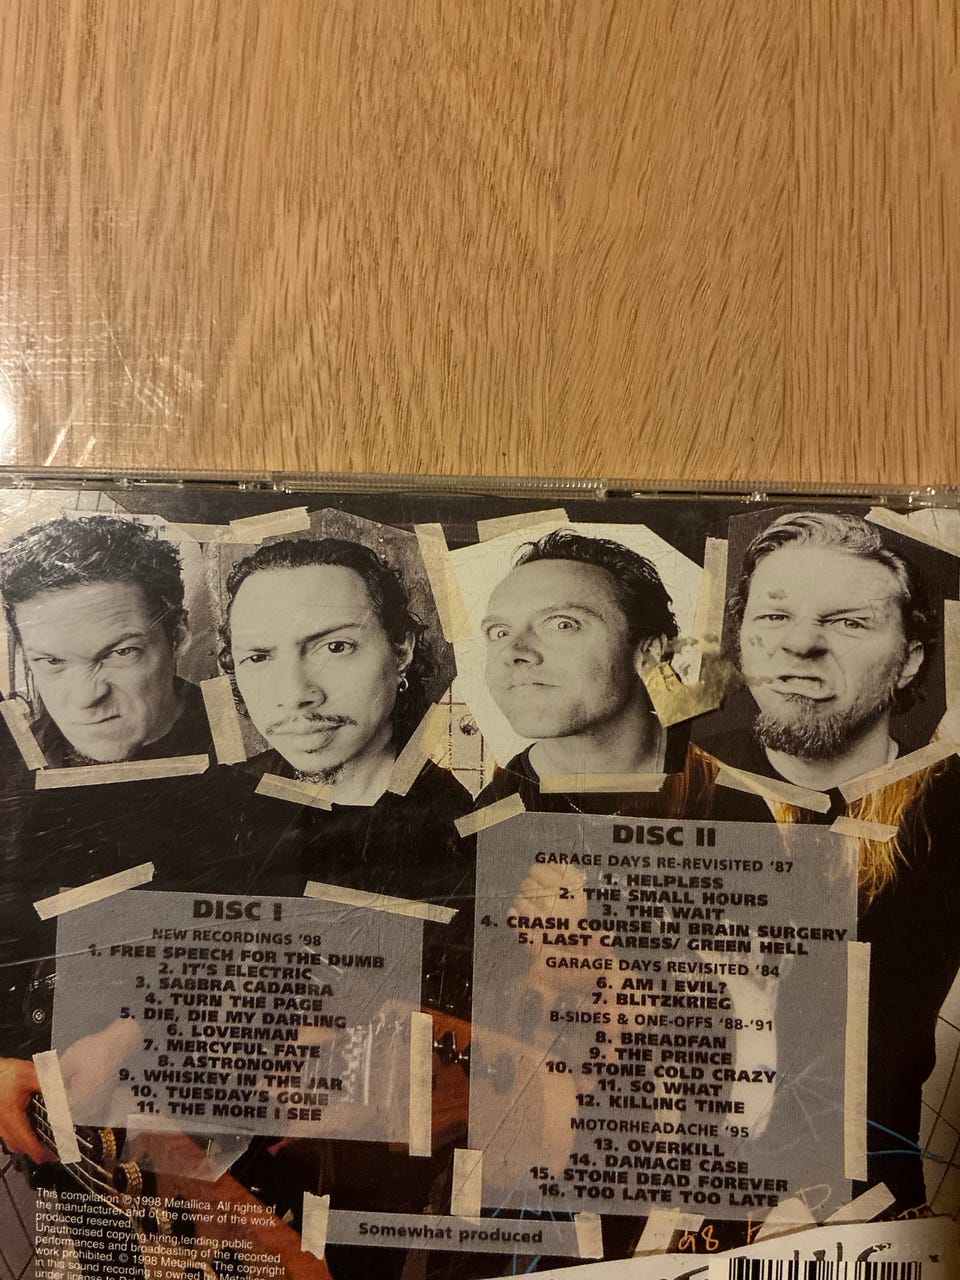 DISC I
NEW RECORDINGS '98
1. FREE SPEECH FOR THE DUMB
2. IT'S ELECTRIC
3. SABBRA CADABRA
4. TURN THE PAGE
5. DIE, DIE MY DARLING
6. LOVERMAN
7. MERCYFUL FATE
8. ASTRONOMY
9. WHISKEY IN THE JAR
10. TUESDAY'S GONE
11. THE MORE I SEE
DISC II
GARAGE DAYS RE-REVISITED '87
1. HELPLESS
2. THE SMALL HOURS
3. THE WAIT
4. CRASH COURSE IN BRAIN SURGERY
5. LAST CARESS/ GREEN HELL
GARAGE DAYS REVISITED '84
6. AM I EVIL?
7. BLITZKRIEG
B-SIDES & ONE-OFFS '88-'91
8. BREADFAN
9. THE PRINCE
10. STONE COLD CRAZY
11. SO WHAT
12. KILLING TIME
MOTORHEADACHE '95
13. OVERKILL
14. DAMAGE CASE
15. STONE DEAD FOREVER
16. TOO LATE TOO LATE
This compilation ℗ 1998 Metallica. All rights of
the manufacturer and of the owner of the work
produced reserved.
Unauthorised copying,hiring,lending,public
performances and broadcasting of the recorded
work prohibited. © 1998 Metallica. The copyright
in this sound recording is owned by Metallica
under license to
Somewhat produced
98